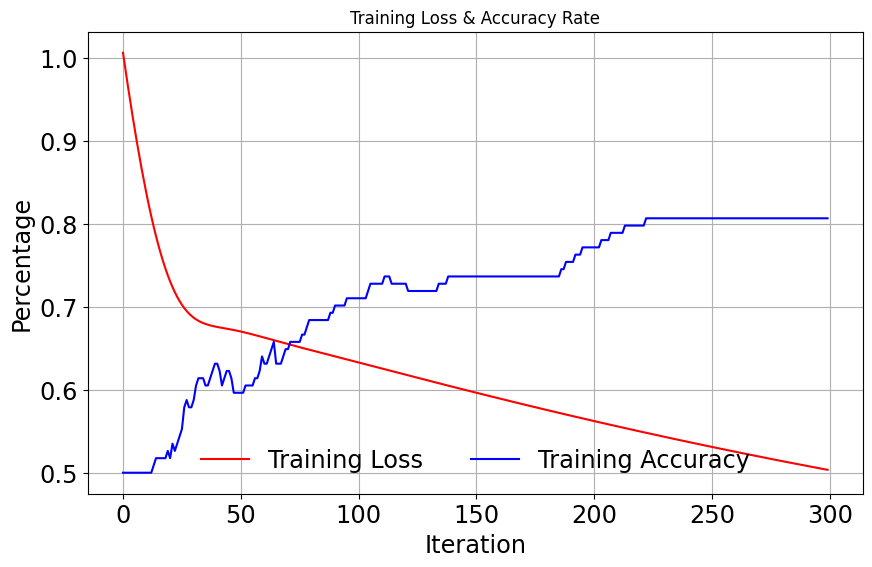 Training Loss & Accuracy Rate
1.0
0.9
0.8
0.7
0.6
0.5
Percentage
Training Loss
Training Accuracy
0 50 100 150 200 250 300
Iteration